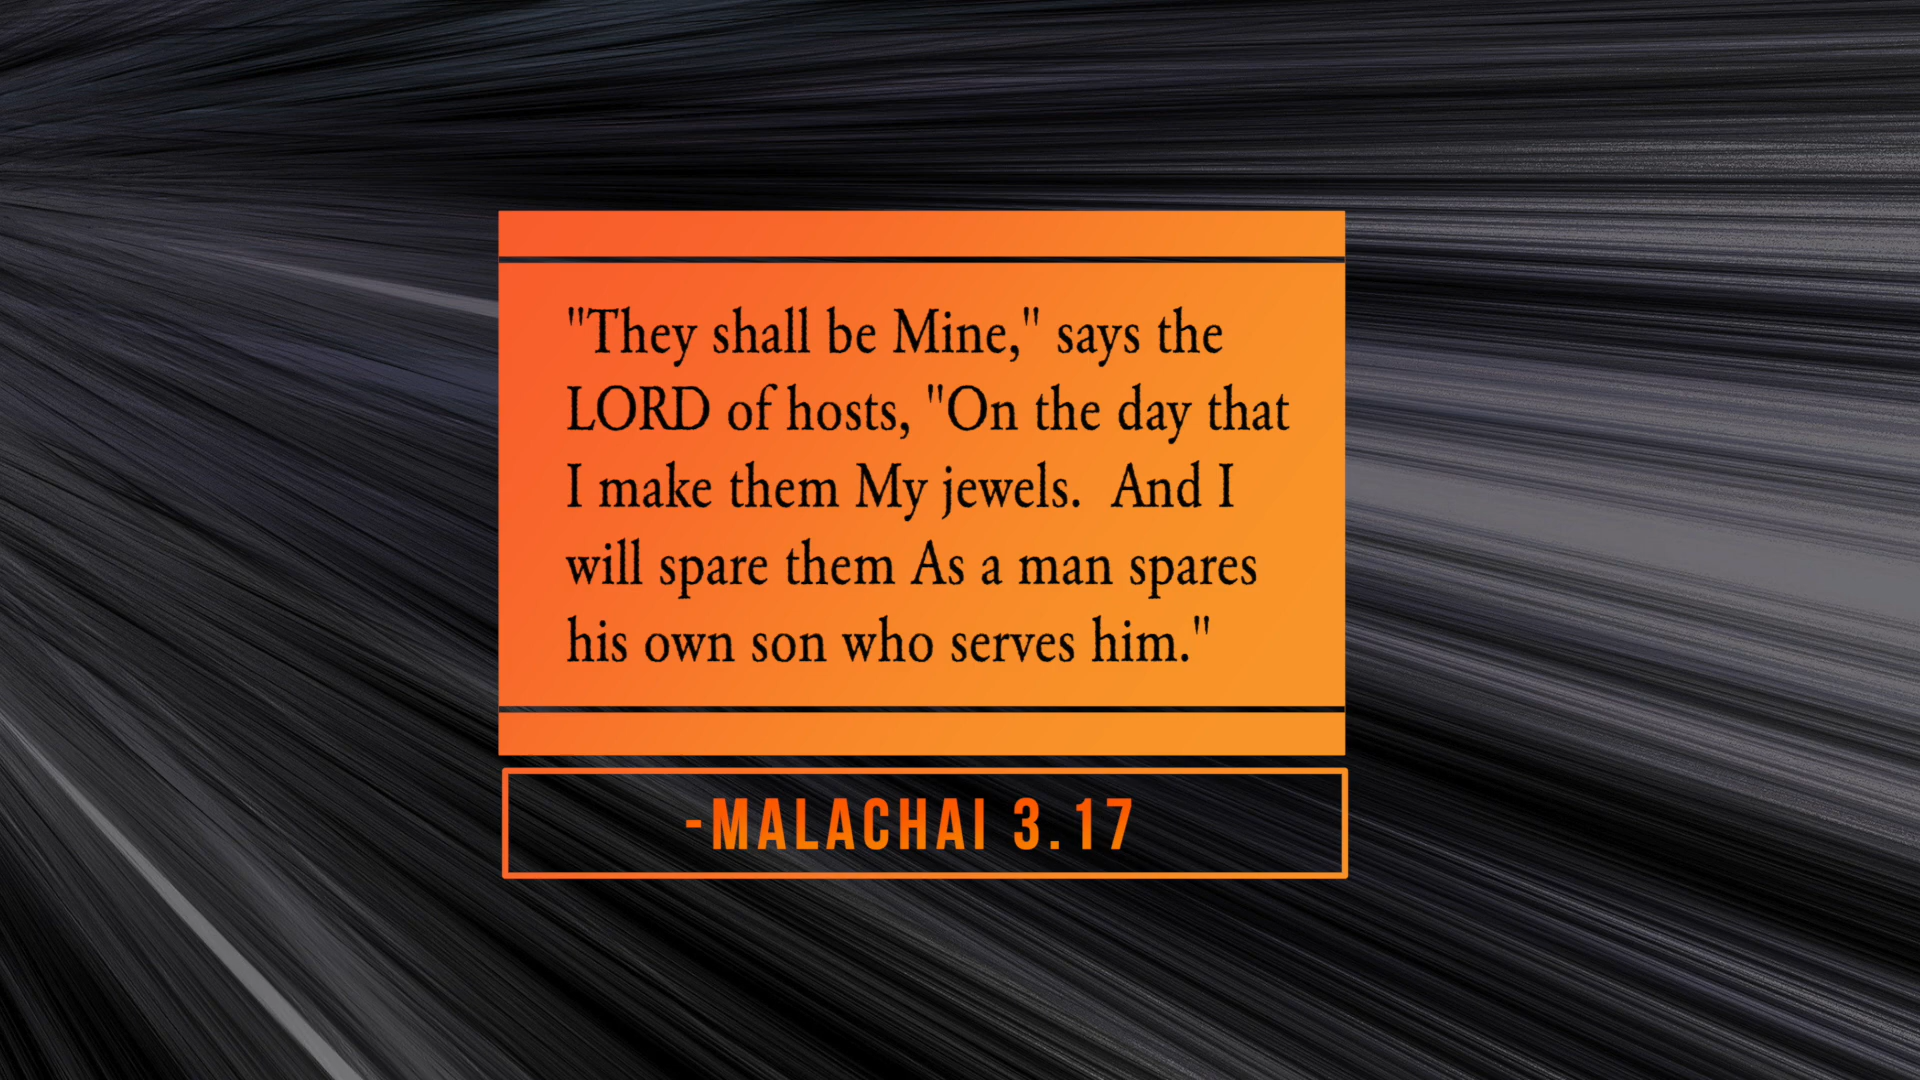 "They shall be Mine," says the
LORD of hosts, "On the day that
I make them My jewels.  And I
will spare them As a man spares
his own son who serves him."
-MALACHAI 3.17